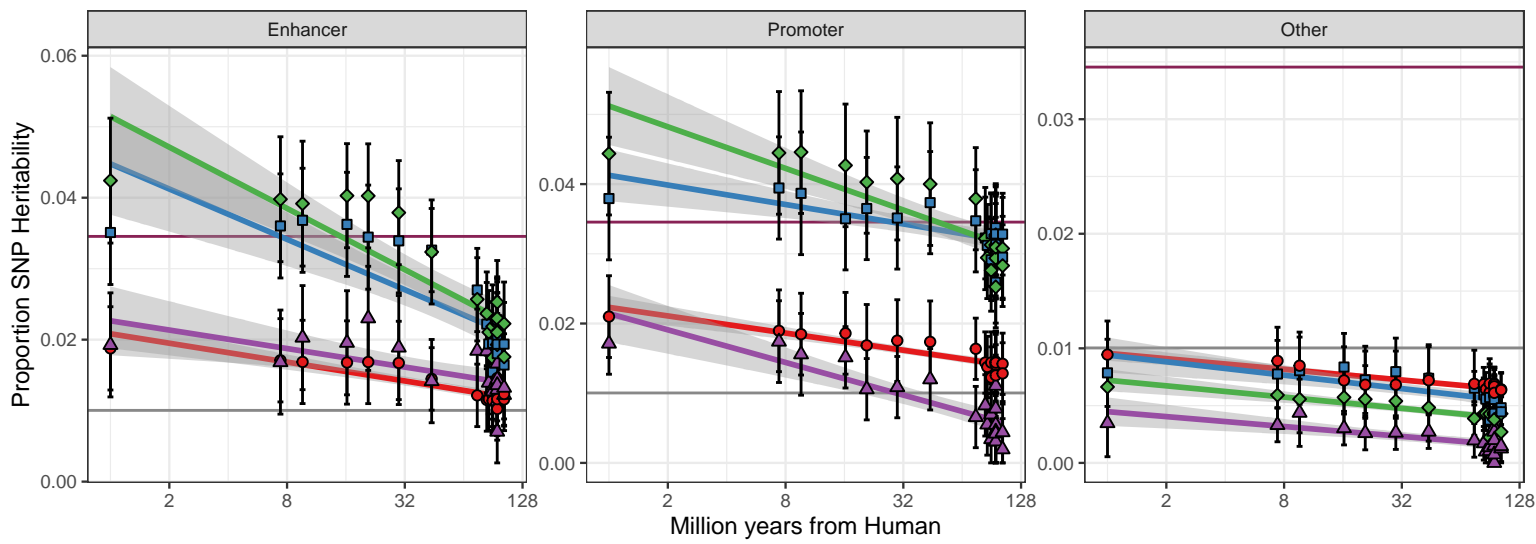 Enhancer
Promoter
Other
Proportion SNP Heritability
0.06
0.04
0.02
0.00
0.04
0.02
0.00
0.03
0.02
0.01
0.00
2 8 32 128
2 8 32 128
2 8 32 128
Million years from Human